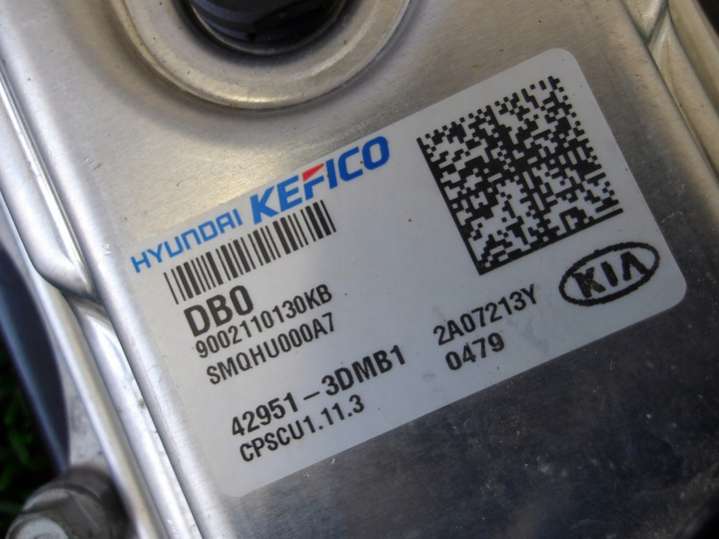 HYUNDAI KEFICO
DB0
9002110130KB
SMQHU000A7
42951-3DMB1
CPSCU1.11.3
2A07213Y
0479
KIA